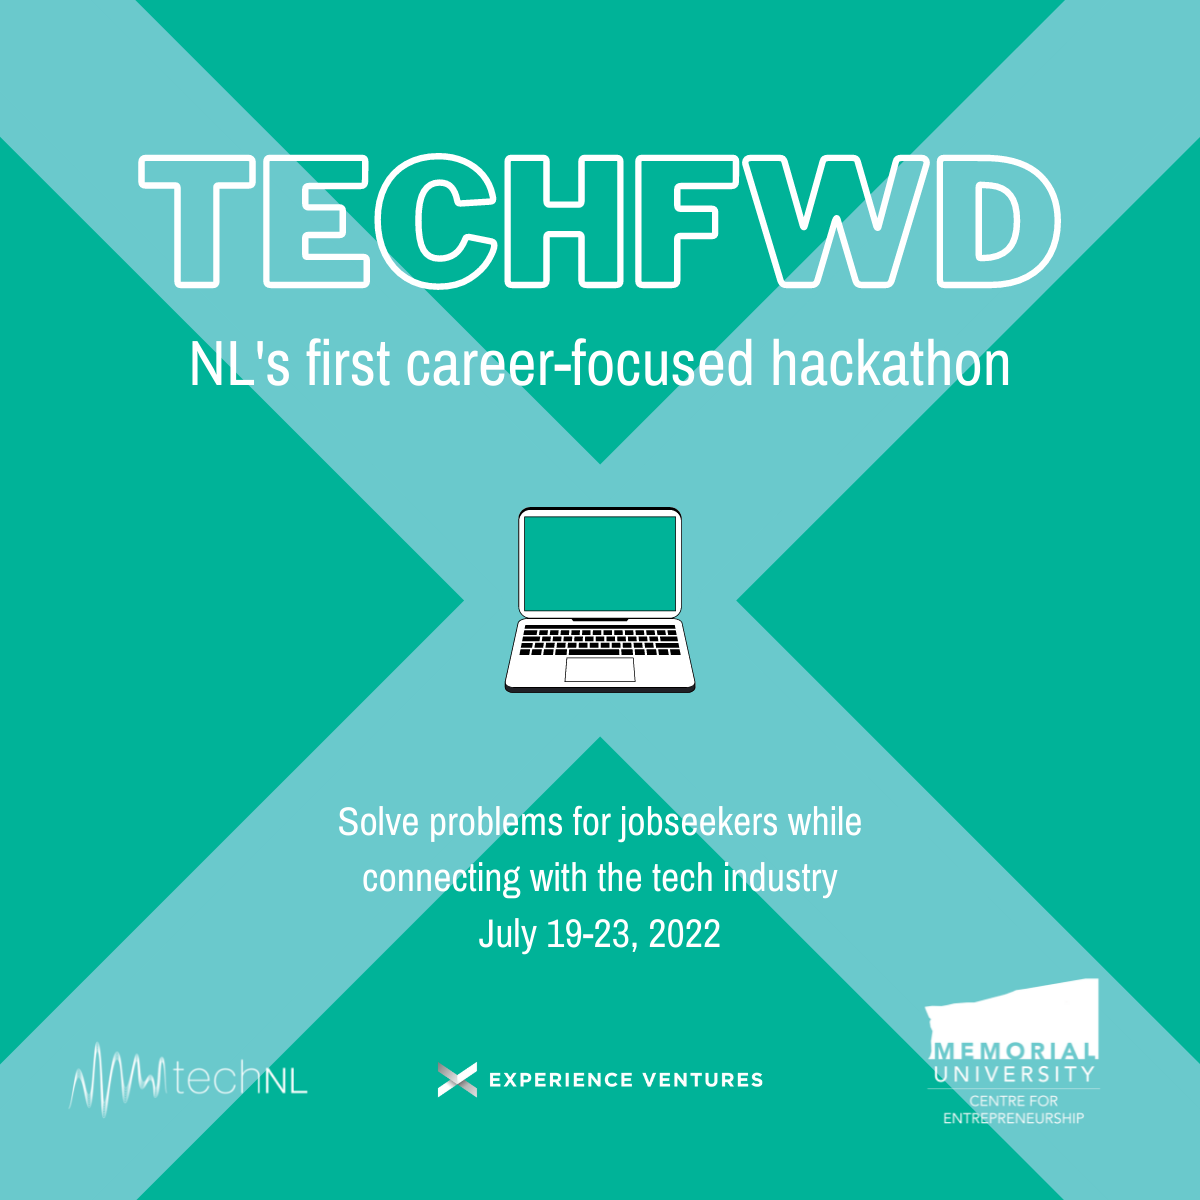 TECHFWD
NL's first career-focused hackathon
Solve problems for jobseekers while
connecting with the tech industry
July 19-23, 2022
techNL
EXPERIENCE VENTURES
MEMORIAL
UNIVERSITY
CENTRE FOR
ENTREPRENEURSHIP